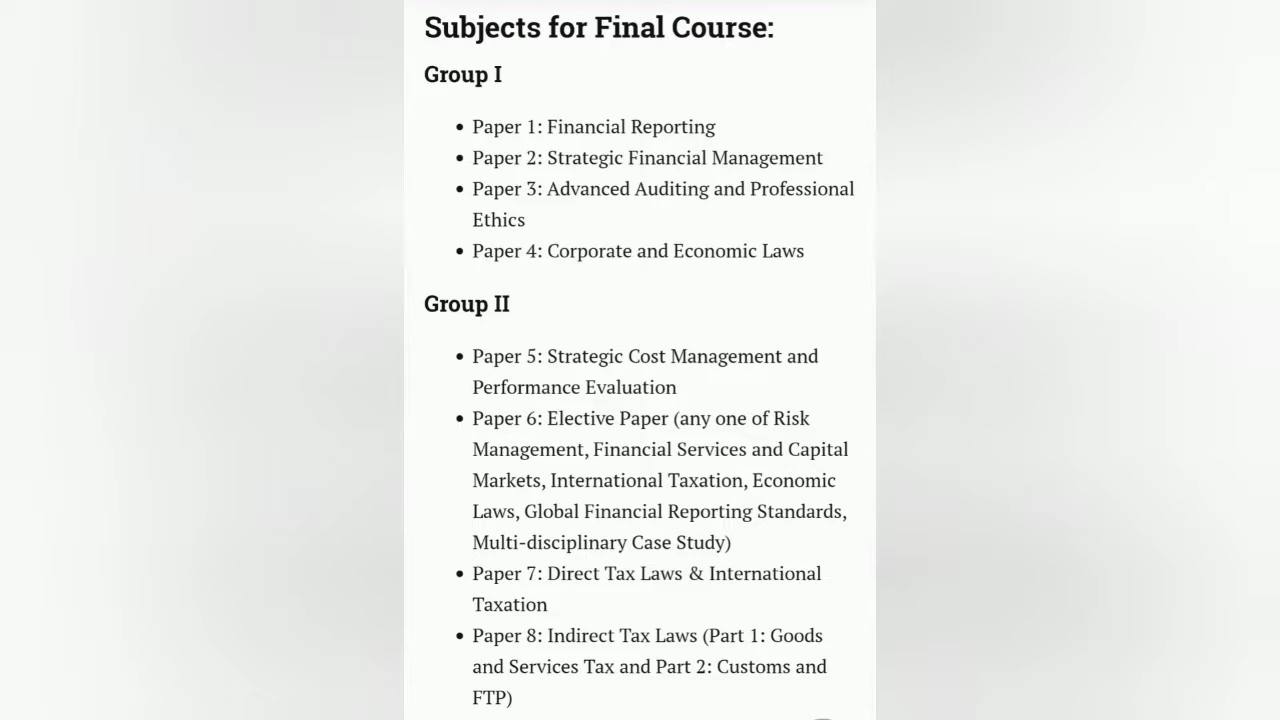 Subjects for Final Course:
Group I
• Paper 1: Financial Reporting
• Paper 2: Strategic Financial Management
• Paper 3: Advanced Auditing and Professional
Ethics
• Paper 4: Corporate and Economic Laws
Group II
• Paper 5: Strategic Cost Management and
Performance Evaluation
• Paper 6: Elective Paper (any one of Risk
Management, Financial Services and Capital
Markets, International Taxation, Economic
Laws, Global Financial Reporting Standards,
Multi-disciplinary Case Study)
• Paper 7: Direct Tax Laws & International
Taxation
• Paper 8: Indirect Tax Laws (Part 1: Goods
and Services Tax and Part 2: Customs and
FTP)